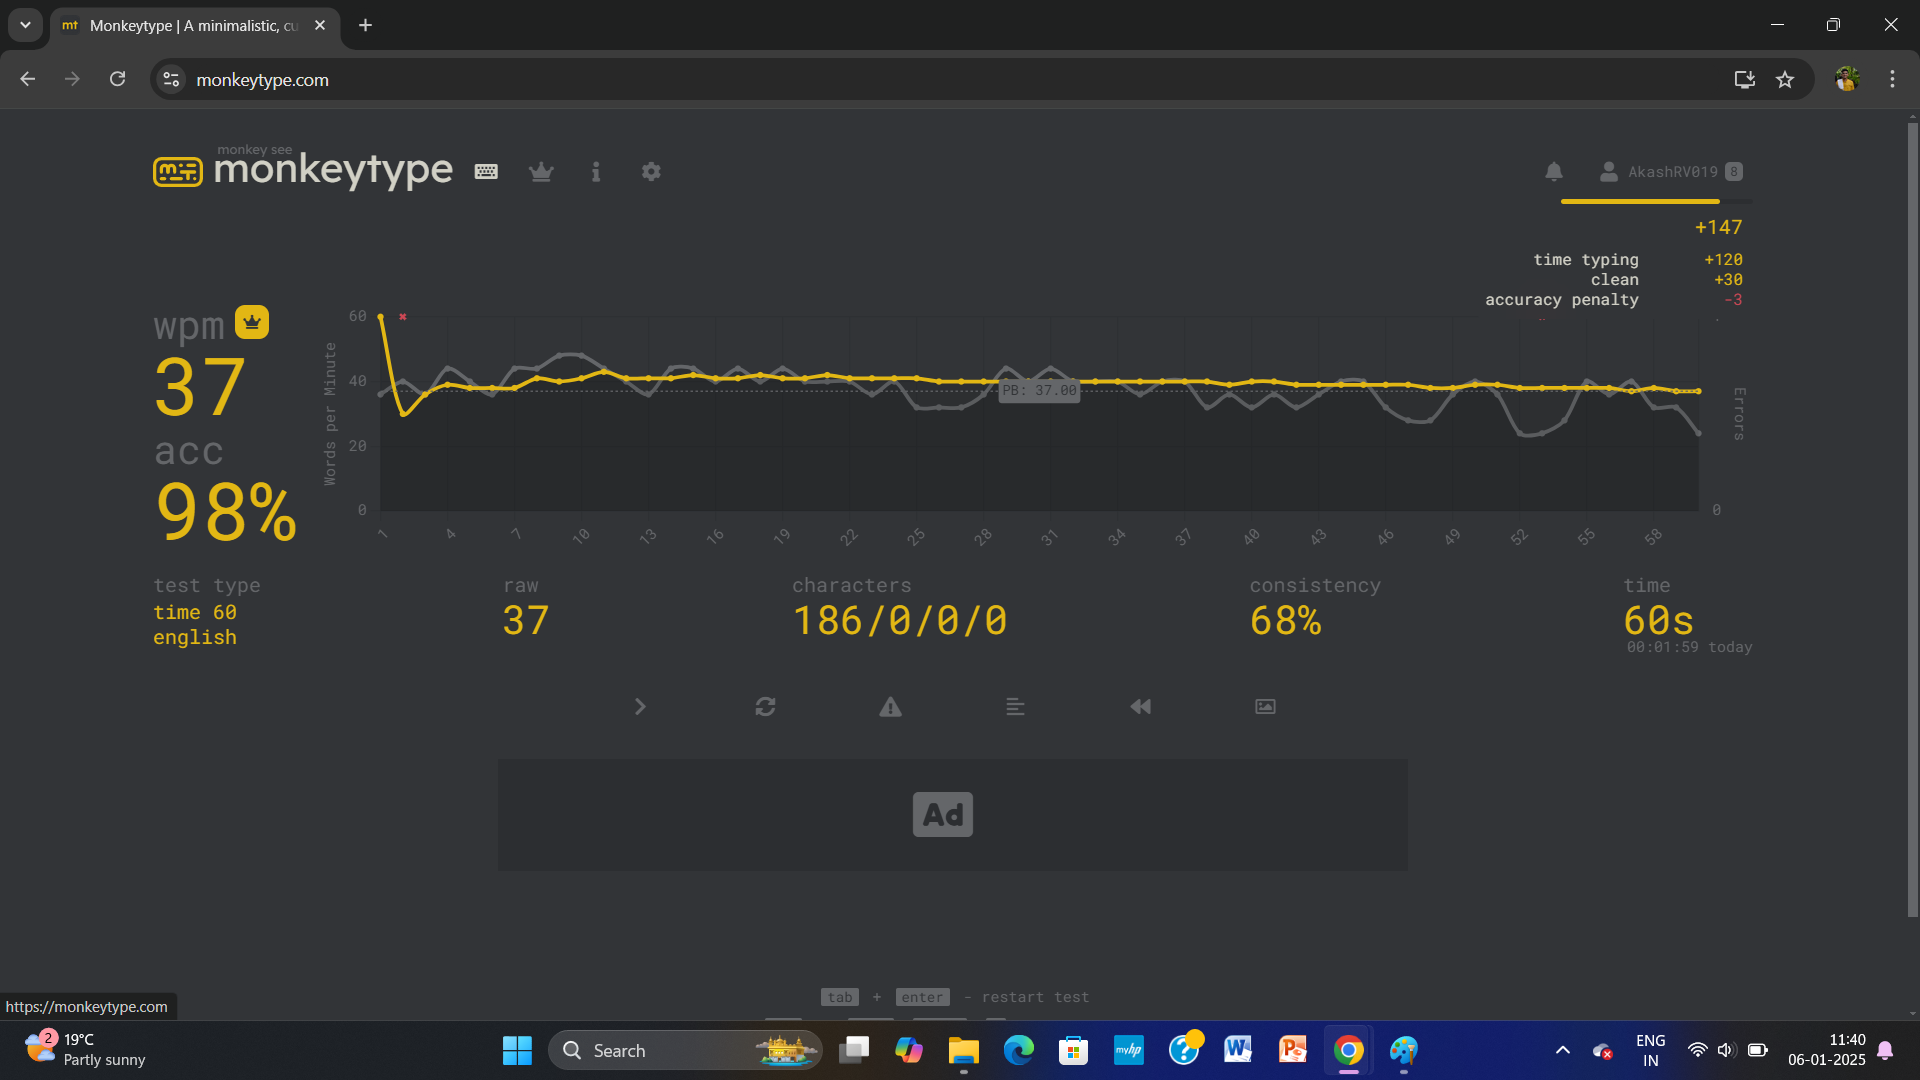 mt Monkeytype | A minimalistic, cu
monkeytype.com
monkey see
monkeytype
AkashRV019 8
+147
time typing +120
clean +30
accuracy penalty -3
wpm
37
acc
98%
Words per Minute
60
40
20
0
PB: 37.00
Errors
0
1 4 7 10 13 16 19 22 25 28 31 34 37 40 43 46 49 52 55 58
test type
time 60
english
raw
37
characters
186/0/0/0
consistency
68%
time
60s
00:01:59 today
Ad
tab + enter - restart test
https://monkeytype.com
2
19°C
Partly sunny
Search
myhp
ENG
IN
11:40
06-01-2025